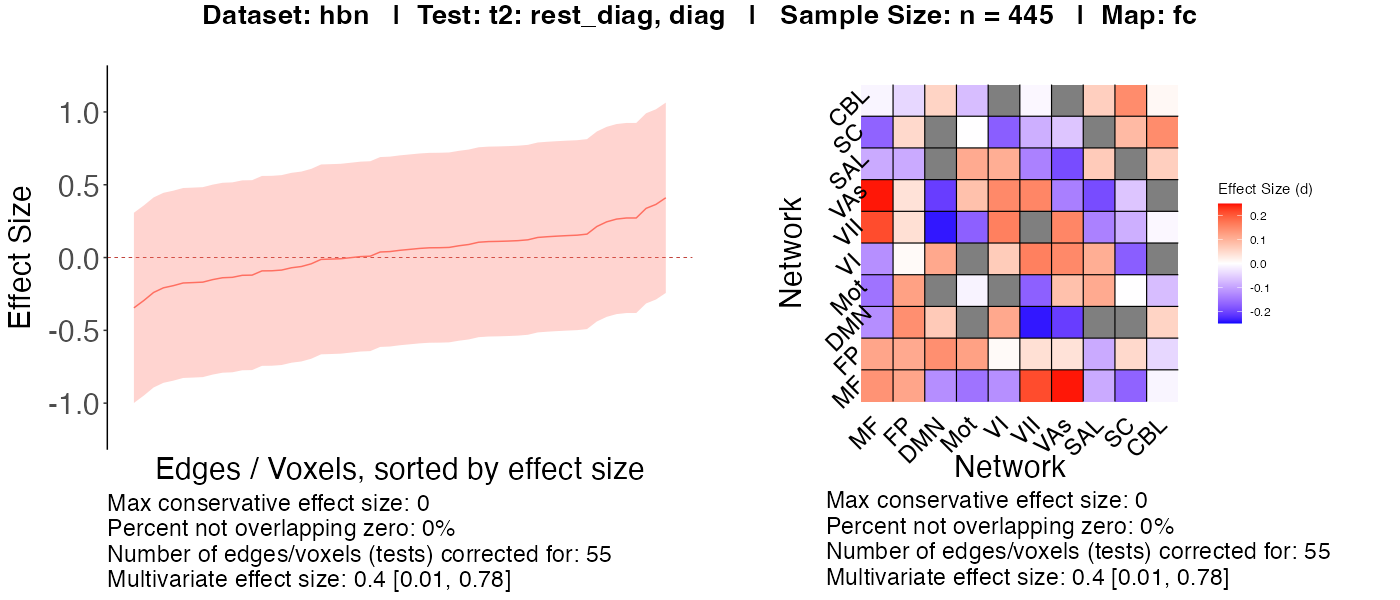 Dataset: hbn | Test: t2: rest_diag, diag | Sample Size: n = 445 | Map: fc
Effect Size
1.0
0.5
0.0
-0.5
-1.0
Edges / Voxels, sorted by effect size
Max conservative effect size: 0
Percent not overlapping zero: 0%
Number of edges/voxels (tests) corrected for: 55
Multivariate effect size: 0.4 [0.01, 0.78]
Network
CBL
SC
SAL
VAs
VII
VI
Mot
DMN
FP
MF
MF FP DMN Mot VI VII VAs SAL SC CBL
Network
Effect Size (d)
0.2
0.1
0.0
-0.1
-0.2
Max conservative effect size: 0
Percent not overlapping zero: 0%
Number of edges/voxels (tests) corrected for: 55
Multivariate effect size: 0.4 [0.01, 0.78]